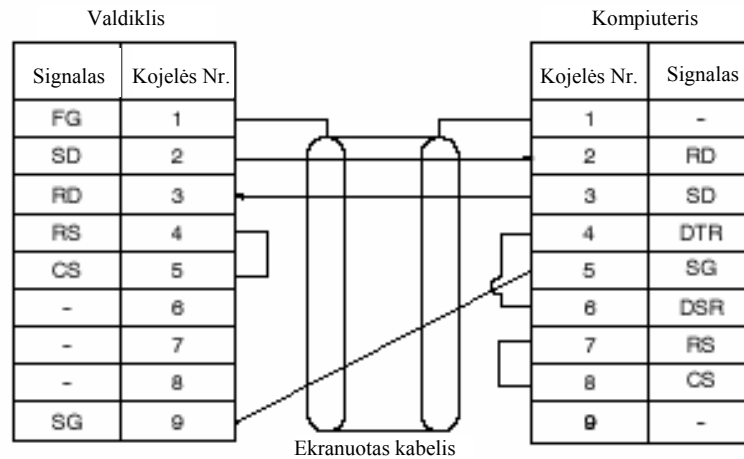 Valdiklis Kompiuteris
Signalas Kojelės Nr. Kojelės Nr. Signalas
FG 1 1 -
SD 2 2 RD
RD 3 3 SD
RS 4 4 DTR
CS 5 5 SG
- 6 6 DSR
- 7 7 RS
- 8 8 CS
SG 9 9 -
Ekranuotas kabelis